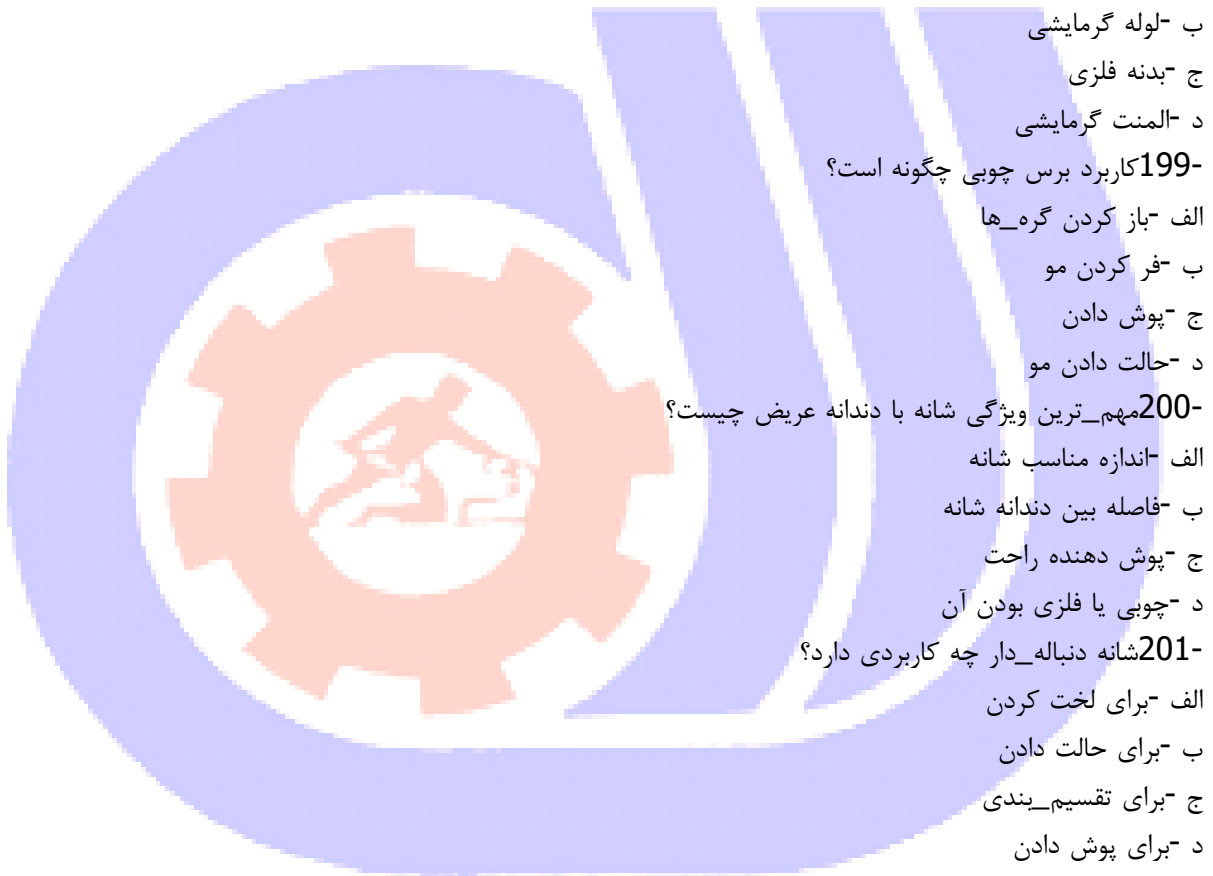 ب -لوله گرمایشی
ج -بدنه فلزی
د -المنت گرمایشی
-199کاربرد برس چوبی چگونه است؟
الف -باز کردن گره_ها
ب -فر کردن مو
ج -پوش دادن
د -حالت دادن مو
-200مهم_ترین ویژگی شانه با دندانه عریض چیست؟
الف -اندازه مناسب شانه
ب -فاصله بین دندانه شانه
ج -پوش دهنده راحت
د -چوبی یا فلزی بودن آن
-201شانه دنباله_دار چه کاربردی دارد؟
الف -برای لخت کردن
ب -برای حالت دادن
ج -برای تقسیم_بندی
د -برای پوش دادن